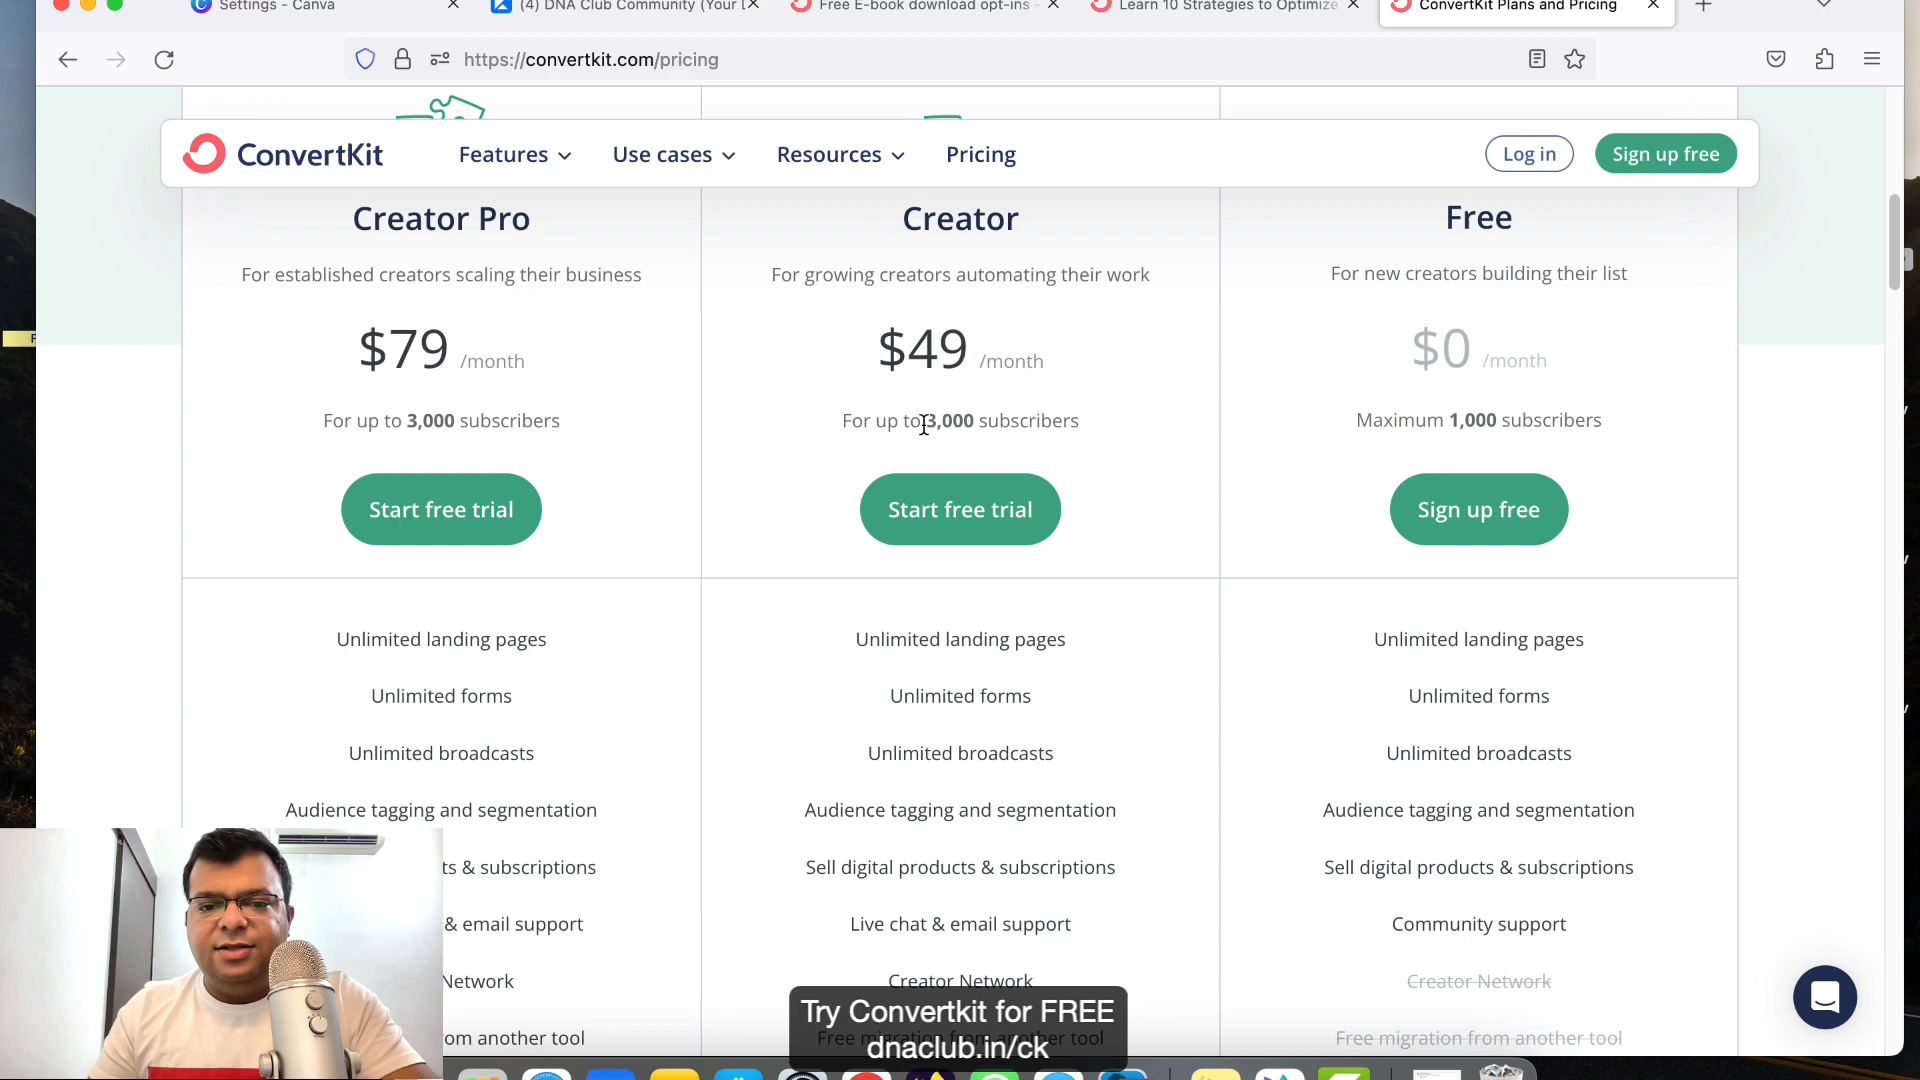 Settings - Canva
(4) DNA Club Community (Your
Free E-book download opt-ins -
Learn 10 Strategies to Optimize
ConvertKit Plans and Pricing
https://convertkit.com/pricing
ConvertKit
Features
Use cases
Resources
Pricing
Log in
Sign up free
Creator Pro
For established creators scaling their business
$79 /month
For up to 3,000 subscribers
Start free trial
Unlimited landing pages
Unlimited forms
Unlimited broadcasts
Audience tagging and segmentation
ts & subscriptions
& email support
Network
om another tool
Creator
For growing creators automating their work
$49 /month
For up to 3,000 subscribers
Start free trial
Unlimited landing pages
Unlimited forms
Unlimited broadcasts
Audience tagging and segmentation
Sell digital products & subscriptions
Live chat & email support
Creator Network
Free migration from another tool
Free
For new creators building their list
$0 /month
Maximum 1,000 subscribers
Sign up free
Unlimited landing pages
Unlimited forms
Unlimited broadcasts
Audience tagging and segmentation
Sell digital products & subscriptions
Community support
Creator Network
Free migration from another tool
Try Convertkit for FREE
dnaclub.in/ck